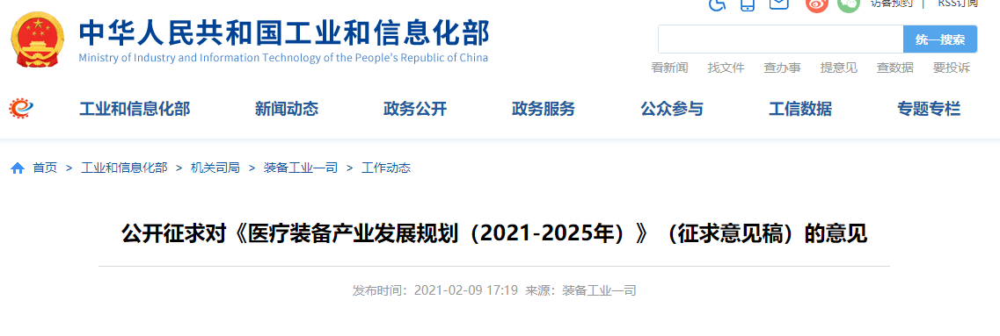 访客预约 | RSS订阅
中华人民共和国工业和信息化部
Ministry of Industry and Information Technology of the People's Republic of China
统一搜索
看新闻 找文件 查办事 提意见 查数据 要投诉
工业和信息化部 新闻动态 政务公开 政务服务 公众参与 工信数据 专题专栏
首页 > 工业和信息化部 > 机关司局 > 装备工业一司 > 工作动态
公开征求对《医疗装备产业发展规划（2021-2025年）》（征求意见稿）的意见
发布时间：2021-02-09 17:19 来源：装备工业一司